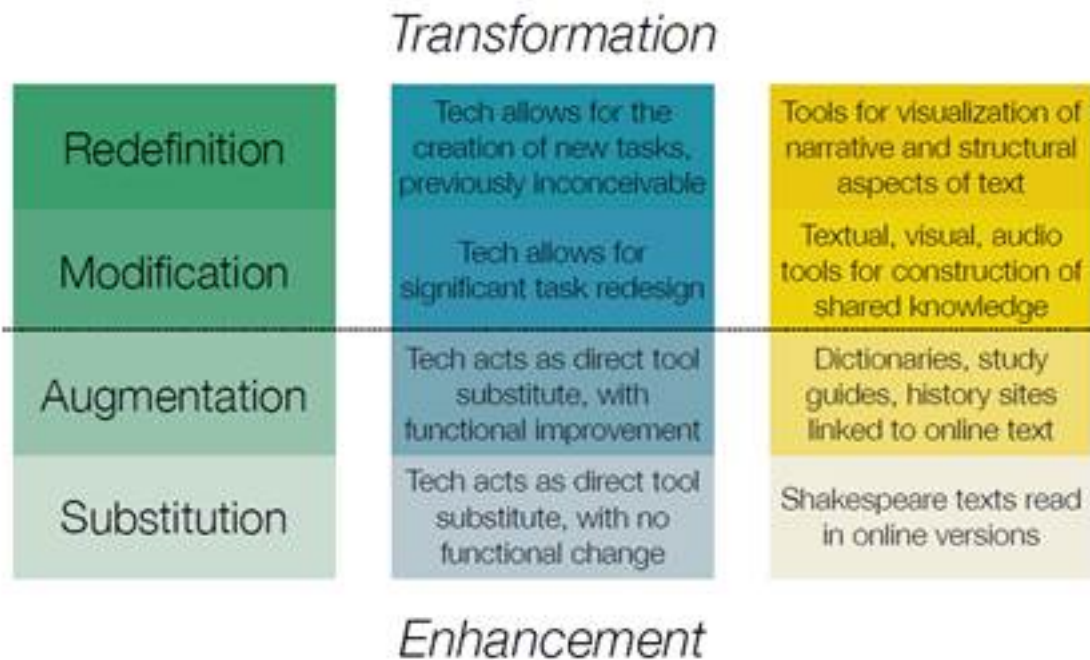 Transformation
Redefinition
Tech allows for the
creation of new tasks,
previously inconceivable
Tools for visualization of
narrative and structural
aspects of text
Modification
Tech allows for
significant task redesign
Textual, visual, audio
tools for construction of
shared knowledge
Augmentation
Tech acts as direct tool
substitute, with
functional improvement
Dictionaries, study
guides, history sites
linked to online text
Substitution
Tech acts as direct tool
substitute, with no
functional change
Shakespeare texts read
in online versions
Enhancement